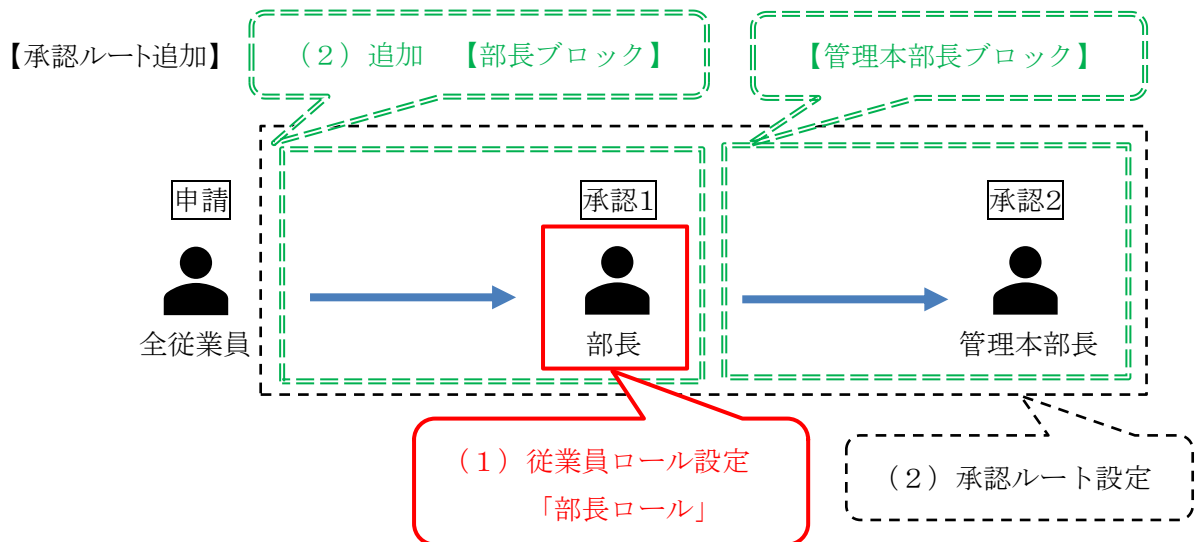 【承認ルート追加】
（２）追加　【部長ブロック】
【管理本部長ブロック】
申請
承認1
承認2
全従業員
部長
管理本部長
（１）従業員ロール設定
「部長ロール」
（２）承認ルート設定